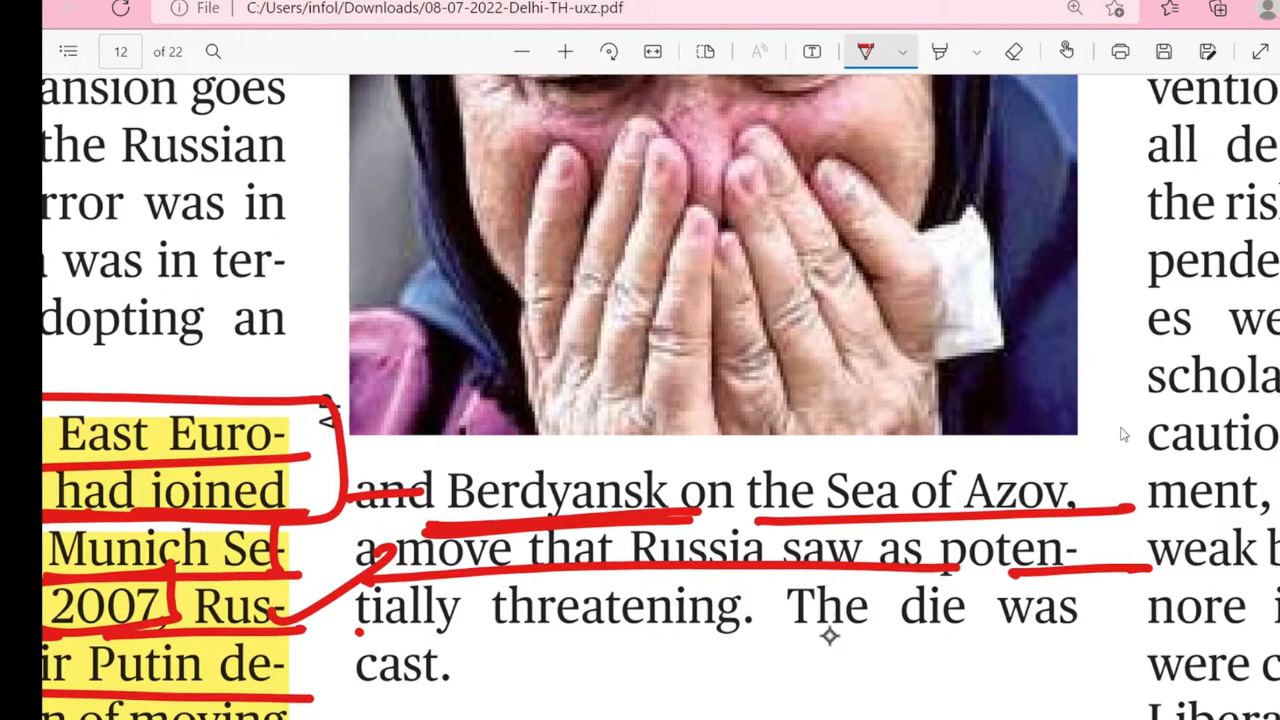 File
C:/Users/infol/Downloads/08-07-2022-Delhi-TH-uxz.pdf
12 of 22
ansion goes
the Russian
rror was in
was in ter-
dopting an
East Euro-
had joined
Munich Se-
2007, Rus-
ir Putin de-
n of moving
and Berdyansk on the Sea of Azov,
a move that Russia saw as poten-
tially threatening. The die was
cast.
ventio
all de
the ris
pende
es we
schola
cautio
ment,
weak b
nore i
were c
Libera